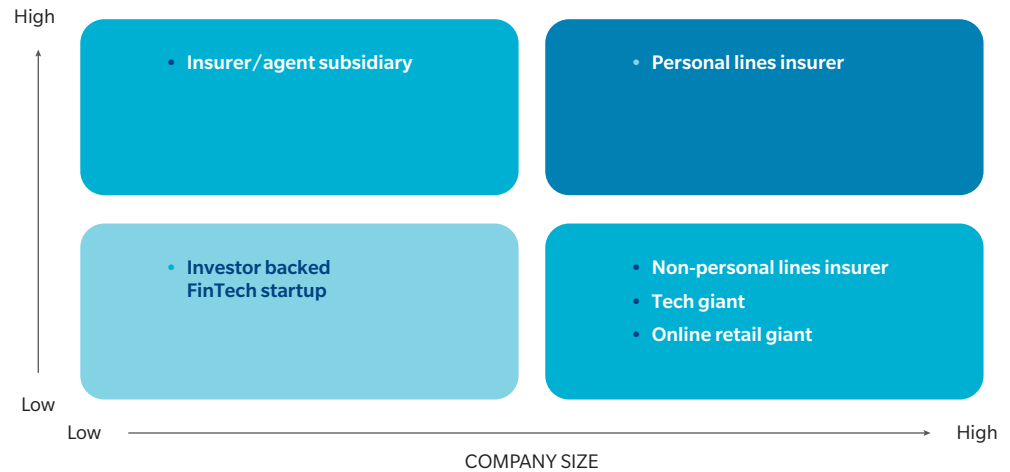 High
• Insurer/agent subsidiary
• Personal lines insurer
• Investor backed
FinTech startup
• Non-personal lines insurer
• Tech giant
• Online retail giant
Low
Low
High
COMPANY SIZE